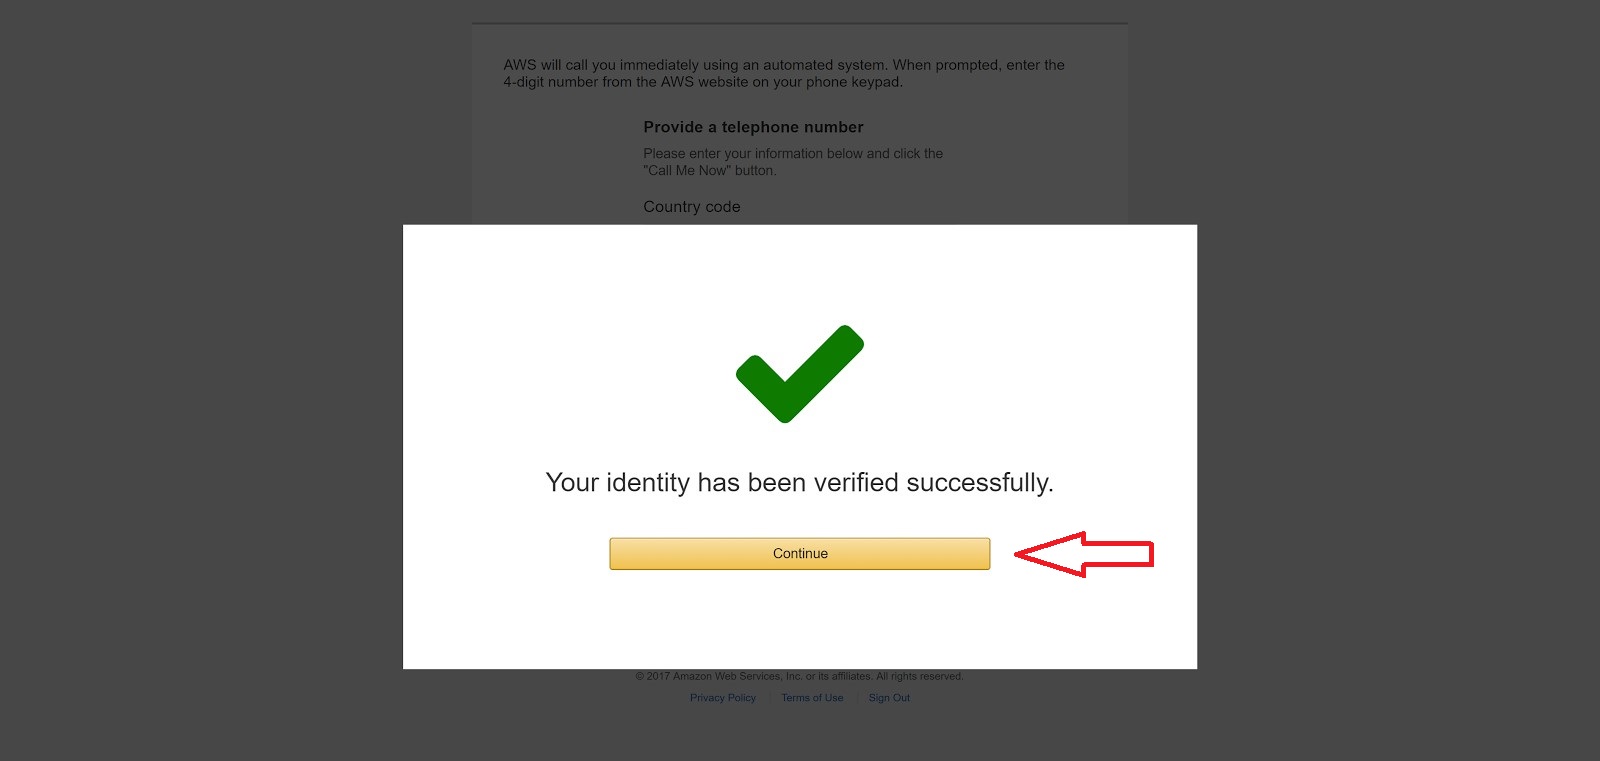 AWS will call you immediately using an automated system. When prompted, enter the
4-digit number from the AWS website on your phone keypad.
Provide a telephone number
Please enter your information below and click the
"Call Me Now" button.
Country code
Your identity has been verified successfully.
Continue
© 2017 Amazon Web Services, Inc. or its affiliates. All rights reserved.
Privacy Policy Terms of Use Sign Out